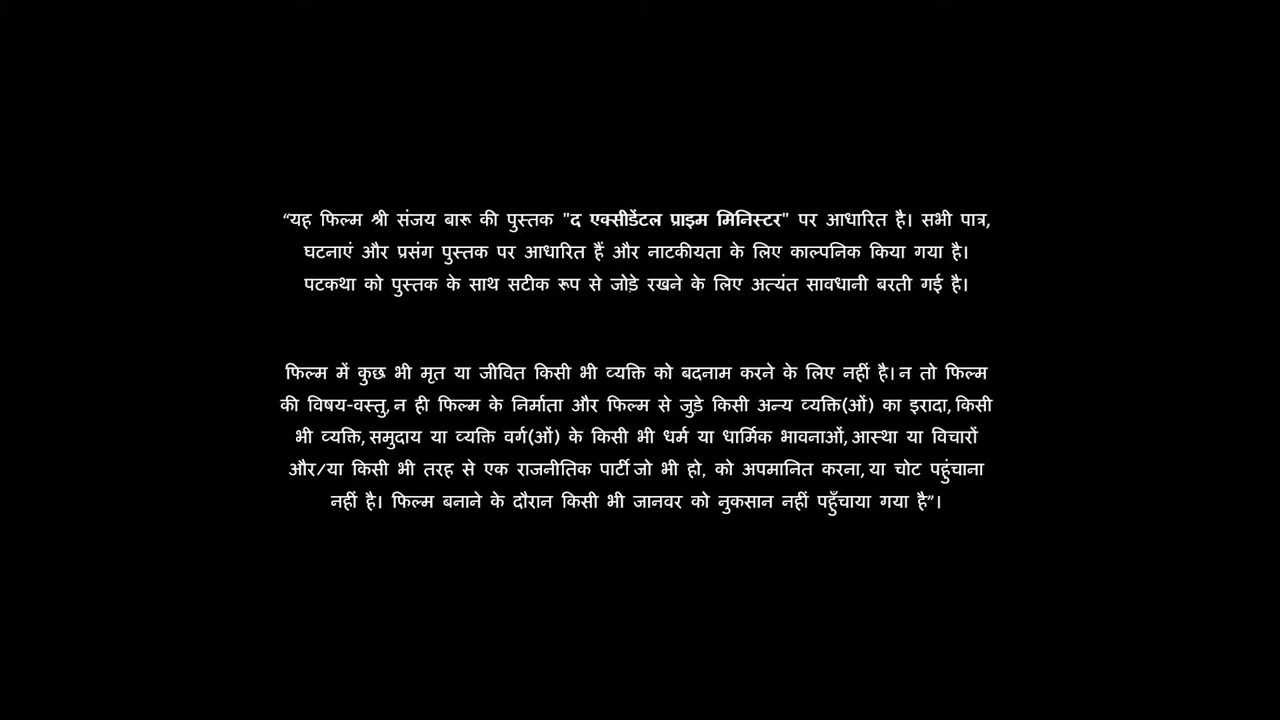 “यह फिल्म श्री संजय बारू की पुस्तक "द एक्सीडेंटल प्राइम मिनिस्टर" पर आधारित है। सभी पात्र,
घटनाएं और प्रसंग पुस्तक पर आधारित हैं और नाटकीयता के लिए काल्पनिक किया गया है।
पटकथा को पुस्तक के साथ सटीक रूप से जोड़े रखने के लिए अत्यंत सावधानी बरती गई है।
फिल्म में कुछ भी मृत या जीवित किसी भी व्यक्ति को बदनाम करने के लिए नहीं है। न तो फिल्म
की विषय-वस्तु, न ही फिल्म के निर्माता और फिल्म से जुडे किसी अन्य व्यक्ति(ओं) का इरादा, किसी
भी व्यक्ति, समुदाय या व्यक्ति वर्ग(ओं) के किसी भी धर्म या धार्मिक भावनाओं, आस्था या विचारों
और/या किसी भी तरह से एक राजनीतिक पार्टी जो भी हो, को अपमानित करना, या चोट पहुंचाना
नहीं है। फिल्म बनाने के दौरान किसी भी जानवर को नुकसान नहीं पहुँचाया गया है”।